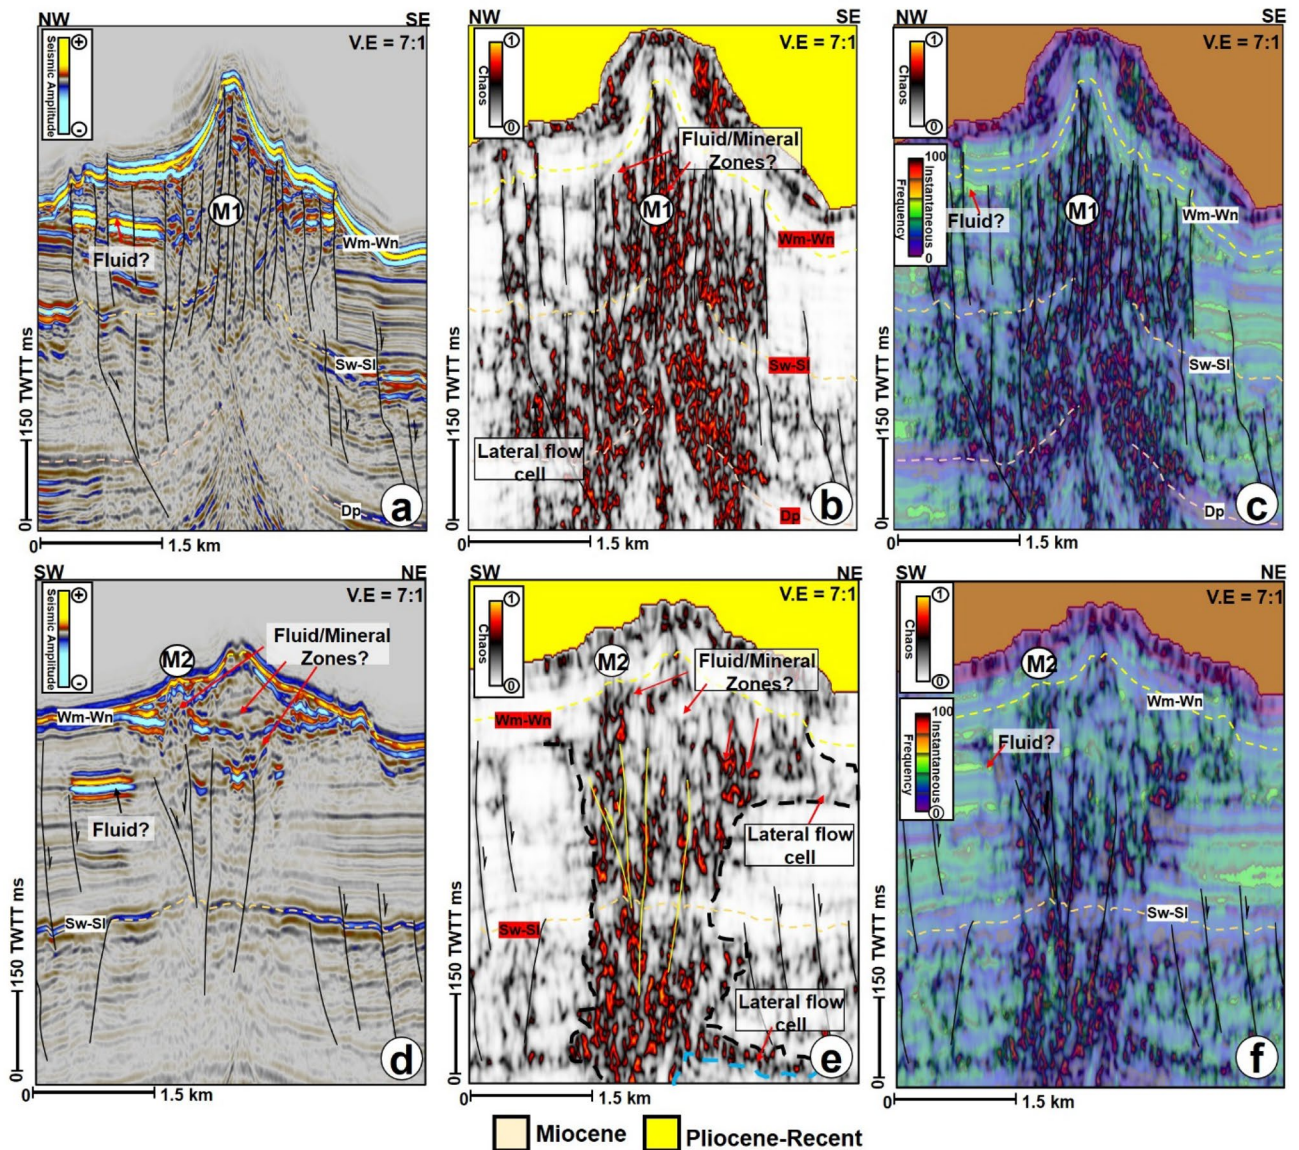 NW
SE
V.E = 7:1
+
Seismic Amplitude
-
M1
Fluid?
Wm-Wn
Sw-Sl
Dp
150 TWTT ms
0
a
0
1.5 km
NW
SE
V.E = 7:1
1
Chaos
0
Fluid/Mineral
Zones?
M1
Wm-Wn
Sw-Sl
Lateral flow
cell
Dp
150 TWTT ms
0
b
0
1.5 km
NW
SE
V.E = 7:1
1
Chaos
0
100
Instantaneous
Frequency
0
Fluid?
M1
Wm-Wn
Sw-Sl
Dp
150 TWTT ms
0
c
0
1.5 km
SW
NE
V.E = 7:1
+
Seismic Amplitude
-
M2
Fluid/Mineral
Zones?
Wm-Wn
Fluid?
Sw-Sl
150 TWTT ms
0
d
0
1.5 km
SW
NE
V.E = 7:1
1
Chaos
0
M2
Fluid/Mineral
Zones?
Wm-Wn
Lateral flow
cell
Sw-Sl
Lateral flow
cell
150 TWTT ms
0
e
0
1.5 km
SW
NE
V.E = 7:1
1
Chaos
0
100
Instantaneous
Frequency
0
M2
Fluid?
Wm-Wn
Sw-Sl
150 TWTT ms
0
f
0
1.5 km
Miocene
Pliocene-Recent